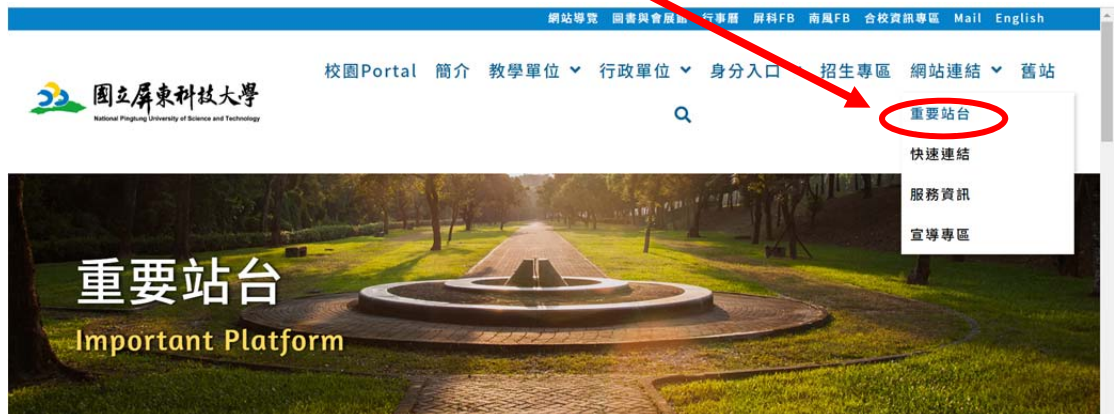 網站導覽 圖書與會展館 行事曆 屏科FB 南風FB 合校資訊專區 Mail English
校園Portal 簡介 教學單位 行政單位 身分入口 招生專區 網站連結 舊站
國立屏東科技大學
National Pingtung University of Science and Technology
重要站台
快速連結
服務資訊
宣導專區
重要站台
Important Platform